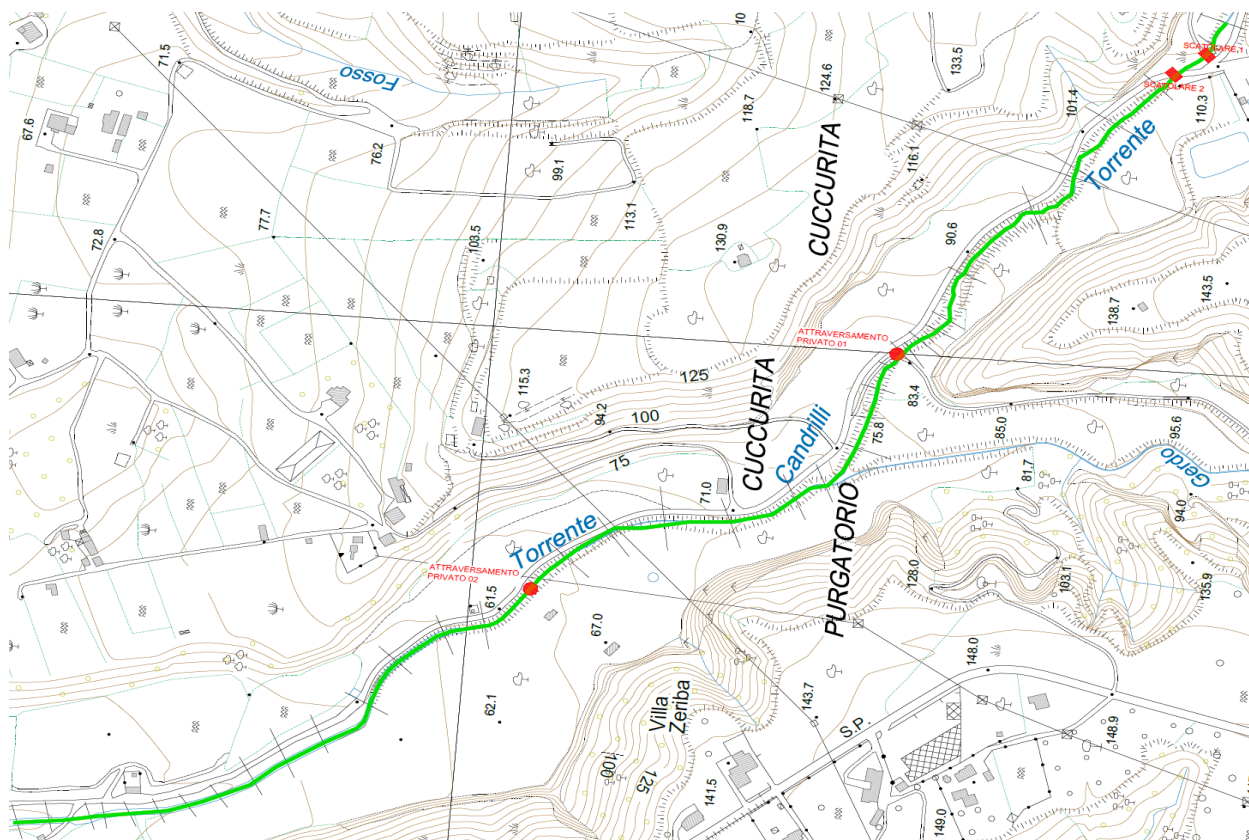 SCATOLARE 1
SCATOLARE 2
71.5
Fosso
67.6
76.2
99.1
118.7
124.6
133.5
101.4
110.3
Torrente
116.1
113.1
77.7
72.8
103.5
130.9
CUCCURITA
90.6
143.5
138.7
ATTRAVERSAMENTO
PRIVATO 01
125
115.3
94.2
100
75
CUCCURITA
Candrilli
83.4
75.8
85.0
95.6
Gerdo
81.7
94.0
71.0
PURGATORIO
Torrente
ATTRAVERSAMENTO
PRIVATO 02
61.5
67.0
128.0
103.1
135.9
62.1
Villa
Zeriba
143.7
148.0
148.9
S.P.
100
125
141.5
149.0